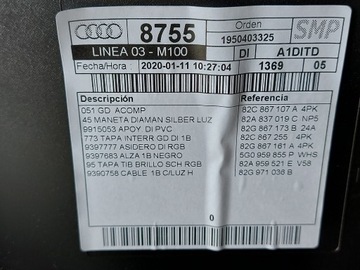 8755 Orden SMP
1950403325
LINEA 03 - M100 DI A1DITD
Fecha/Hora 2020-01-11 10:27:04 1369 05
Descripción Referencia
051 GD ACOMP 82C 867 107 A 4PK
45 MANETA DIAMAN SILBER LUZ 82A 837 019 C NP5
9915053 APOY. DI PVC 82G 867 173 B 24A
773 TAPA INTERR GD DI 1B 82C 867 255 4PK
9397777 ASIDERO DI RGB 82G 867 161 A 4PK
9397683 ALZA 1B NEGRO 5G0 959 855 P WHS
95 TAPA TIB BRILLO SCH RGB 82A 959 521 E V58
9390758 CABLE 1B C/LUZ H 82G 971 038 B
0